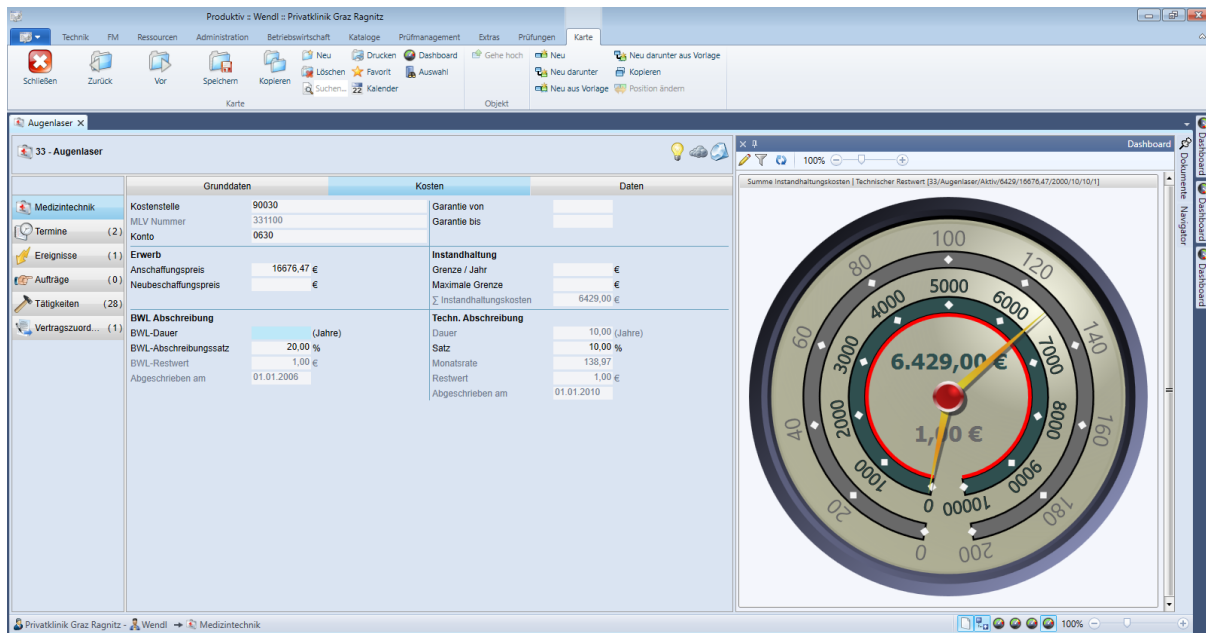 Produktiv :: Wendl :: Privatklinik Graz Ragnitz
Technik FM Ressourcen Administration Betriebswirtschaft Kataloge Prüfmanagement Extras Prüfungen Karte
Schließen Zurück Vor Speichern Kopieren
Neu Drucken Dashboard
Löschen Favorit Auswahl
Suchen... 22 Kalender
Karte
Gehe hoch
Objekt
Neu Neu darunter aus Vorlage
Neu darunter Kopieren
Neu aus Vorlage Position ändern
Augenlaser
33 - Augenlaser
Medizintechnik
Termine (2)
Ereignisse (1)
Aufträge (0)
Tätigkeiten (28)
Vertragszuord... (1)
Grunddaten Kosten Daten
Kostenstelle 90030
MLV Nummer 331100
Konto 0630
Garantie von
Garantie bis
Erwerb
Anschaffungspreis 16676,47 €
Neubeschaffungspreis €
Instandhaltung
Grenze / Jahr €
Maximale Grenze €
∑ Instandhaltungskosten 6429,00 €
BWL Abschreibung
BWL-Dauer (Jahre)
BWL-Abschreibungssatz 20,00 %
BWL-Restwert 1,00 €
Abgeschrieben am 01.01.2006
Techn. Abschreibung
Dauer 10,00 (Jahre)
Satz 10,00 %
Monatsrate 138,97
Restwert 1,00 €
Abgeschrieben am 01.01.2010
Dashboard
100%
Summe Instandhaltungskosten | Technischer Restwert [33/Augenlaser/Aktiv/6429/16676,47/2000/10/10/1]
0 20 40 60 80 100 120 140 160 180 200
0 1000 2000 3000 4000 5000 6000 7000 8000 9000 10000
6.429,00 €
1,00 €
Dokumente Navigator
Dashboard
Dashboard
Dashboard
Privatklinik Graz Ragnitz - Wendl Medizintechnik
100%